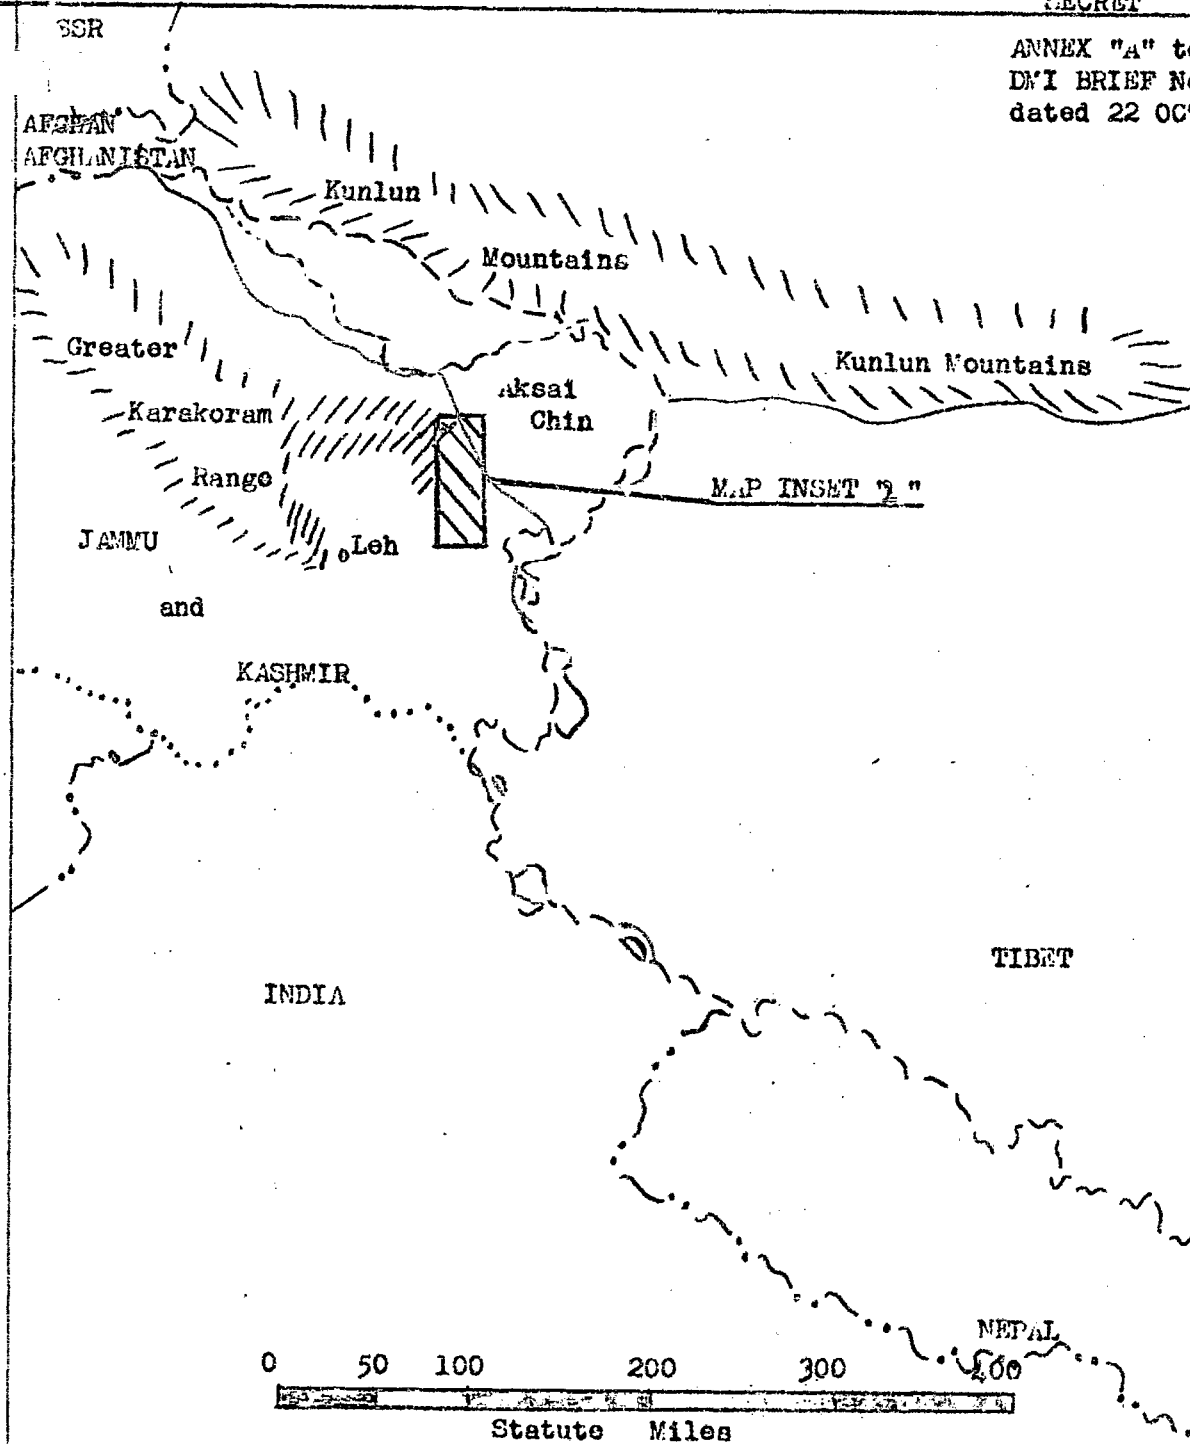 SECRET
SSR
ANNEX "A" to
DMI BRIEF No
dated 22 OC
AFGHAN
AFGHANISTAN
Kunlun
Mountains
Greater
Kunlun Mountains
Aksai
Chin
Karakoram
Range
MAP INSET "2"
JAMMU
Leh
and
KASHMIR
TIBET
INDIA
NEPAL
0 50 100 200 300 400
Statute Miles